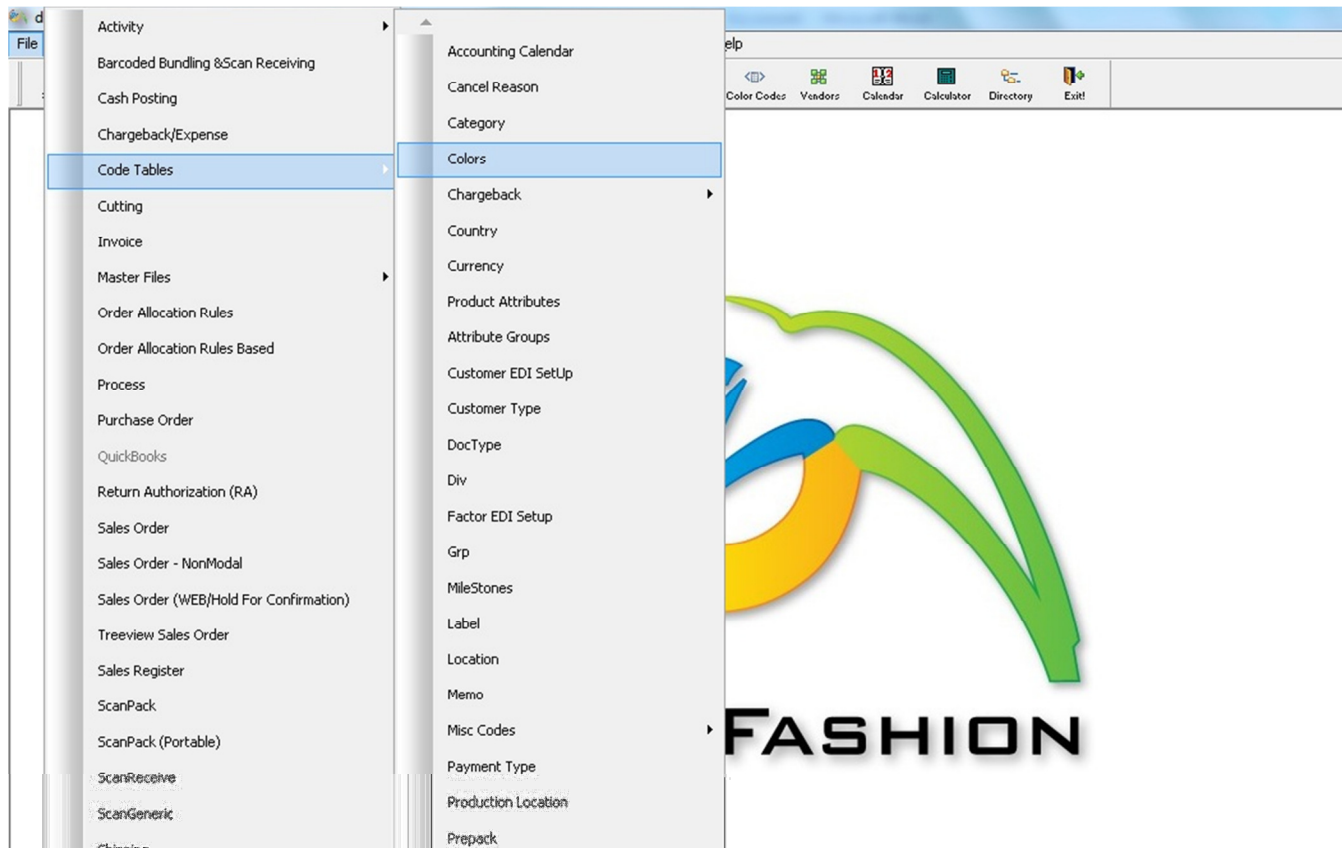 File
elp
Color Codes
Vendors
Calendar
Calculator
Directory
Exit!
Activity
Barcoded Bundling &Scan Receiving
Cash Posting
Chargeback/Expense
Code Tables
Cutting
Invoice
Master Files
Order Allocation Rules
Order Allocation Rules Based
Process
Purchase Order
QuickBooks
Return Authorization (RA)
Sales Order
Sales Order - NonModal
Sales Order (WEB/Hold For Confirmation)
Treeview Sales Order
Sales Register
ScanPack
ScanPack (Portable)
ScanReceive
ScanGeneric
Accounting Calendar
Cancel Reason
Category
Colors
Chargeback
Country
Currency
Product Attributes
Attribute Groups
Customer EDI SetUp
Customer Type
DocType
Div
Factor EDI Setup
Grp
MileStones
Label
Location
Memo
Misc Codes
Payment Type
Production Location
Prepack
FASHION